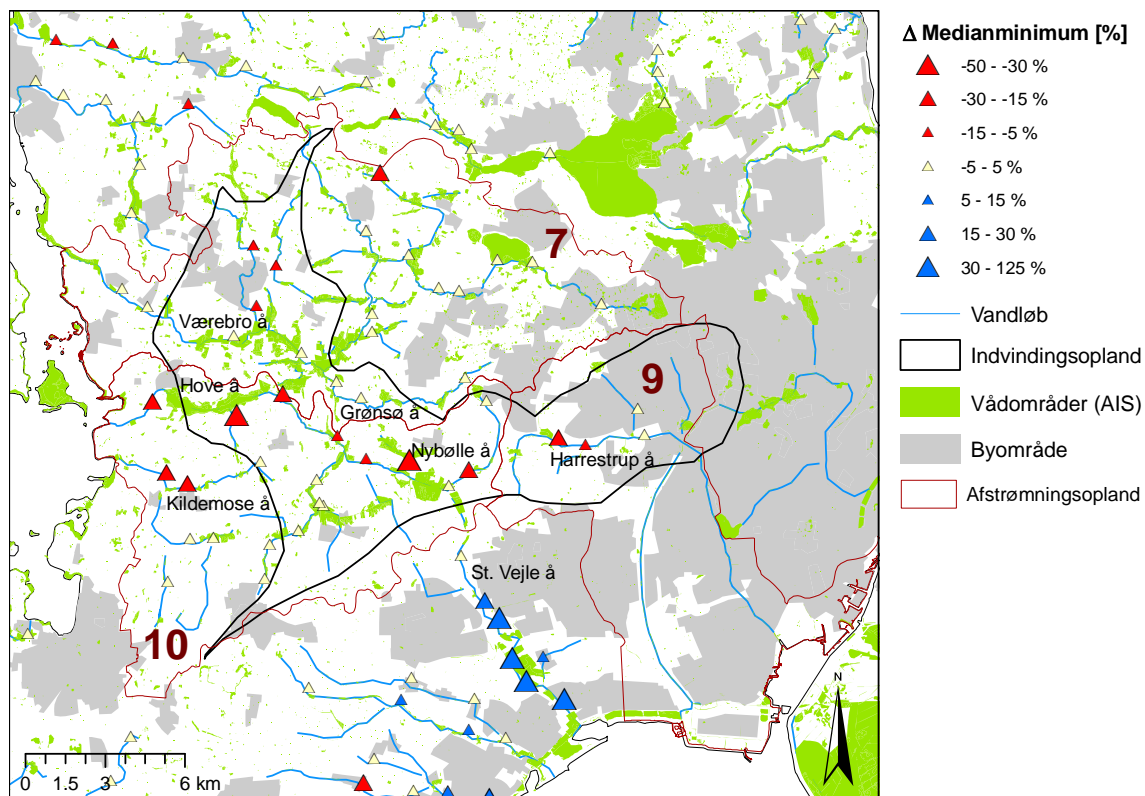 7
9
10
Værebro å
Hove å
Grønsø å
Nybølle å
Harrestrup å
Kildemose å
St. Vejle å
0 1.5 3 6 km
N
Δ Medianminimum [%]
-50 - -30 %
-30 - -15 %
-15 - -5 %
-5 - 5 %
5 - 15 %
15 - 30 %
30 - 125 %
Vandløb
Indvindingsopland
Vådområder (AIS)
Byområde
Afstrømningsopland